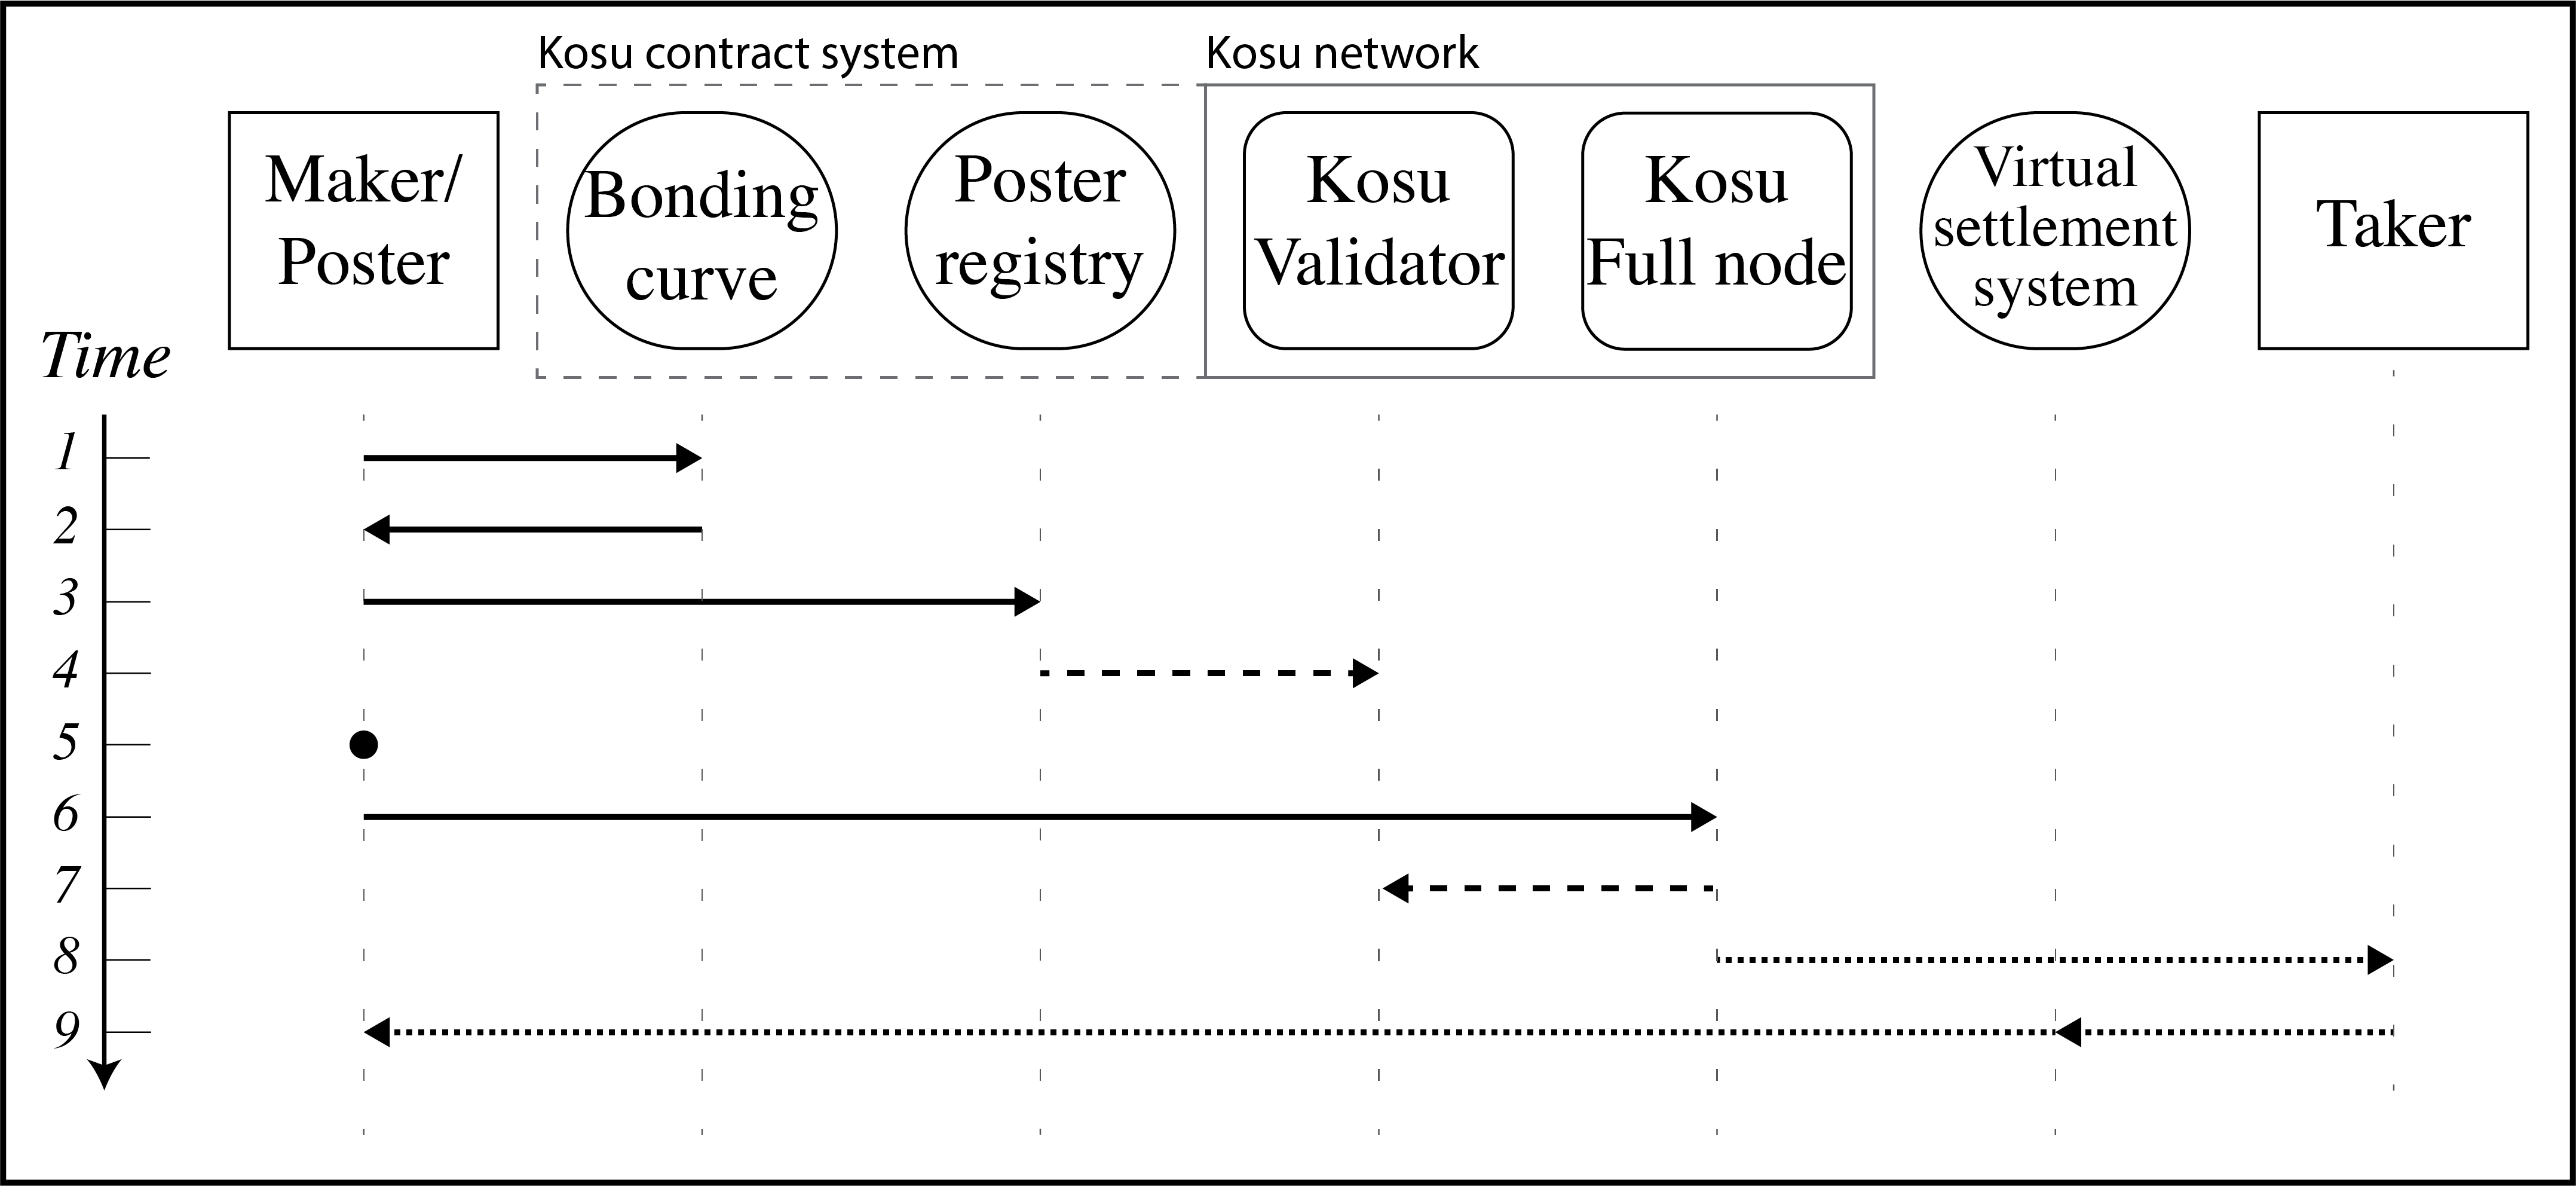 Kosu contract system
Kosu network
Maker/
Poster
Bonding
curve
Poster
registry
Kosu
Validator
Kosu
Full node
Virtual
settlement
system
Taker
Time
1
2
3
4
5
6
7
8
9